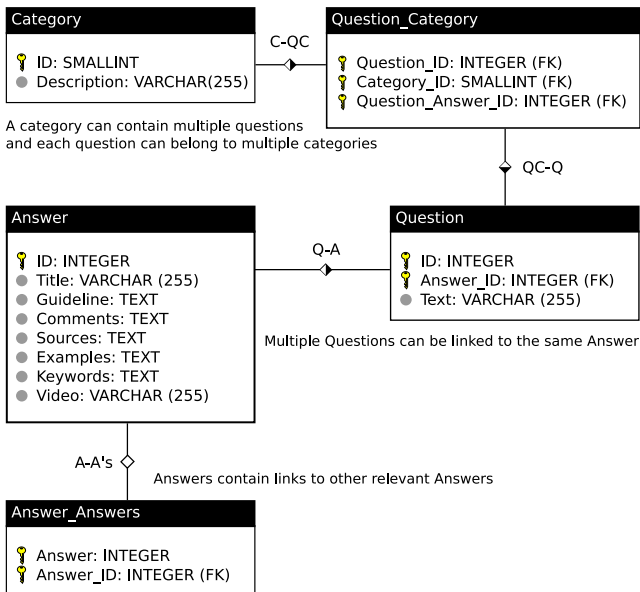 Category
ID: SMALLINT
Description: VARCHAR(255)
C-QC
Question_Category
Question_ID: INTEGER (FK)
Category_ID: SMALLINT (FK)
Question_Answer_ID: INTEGER (FK)
A category can contain multiple questions
and each question can belong to multiple categories
QC-Q
Answer
ID: INTEGER
Title: VARCHAR (255)
Guideline: TEXT
Comments: TEXT
Sources: TEXT
Examples: TEXT
Keywords: TEXT
Video: VARCHAR (255)
Q-A
Question
ID: INTEGER
Answer_ID: INTEGER (FK)
Text: VARCHAR (255)
Multiple Questions can be linked to the same Answer
A-A's
Answers contain links to other relevant Answers
Answer_Answers
Answer: INTEGER
Answer_ID: INTEGER (FK)